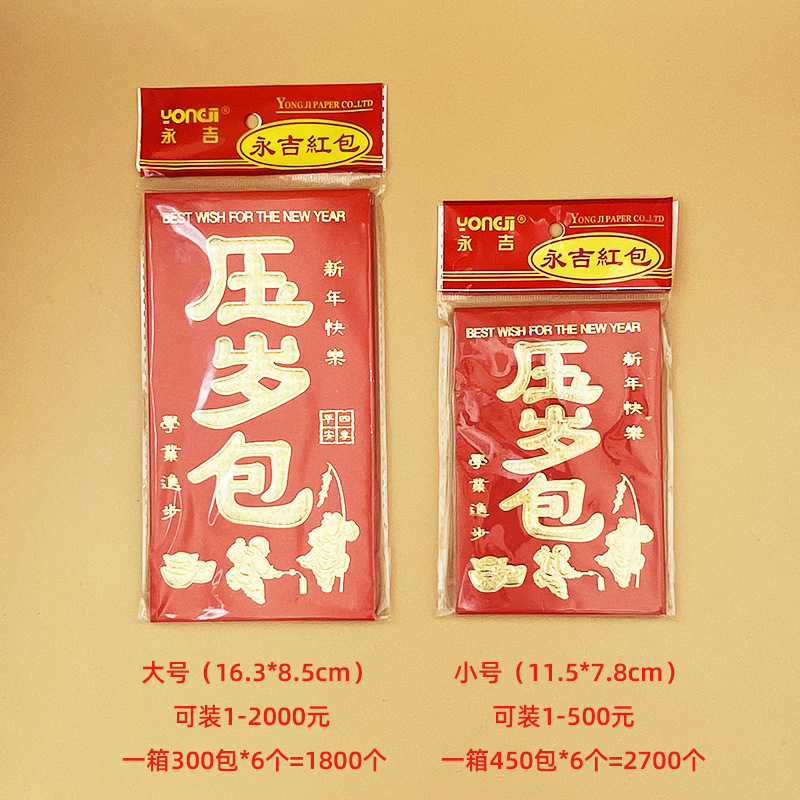 YONGJI®
永吉
YONG JI PAPER CO.,LTD
永吉紅包
BEST WISH FOR THE NEW YEAR
压岁包
新年快樂
四季
平安
學業進步
YONGJI®
永吉
YONG JI PAPER CO.,LTD
永吉紅包
BEST WISH FOR THE NEW YEAR
压岁包
新年快樂
學業進步
大号（16.3*8.5cm）
可装1-2000元
一箱300包*6个=1800个
小号（11.5*7.8cm）
可装1-500元
一箱450包*6个=2700个